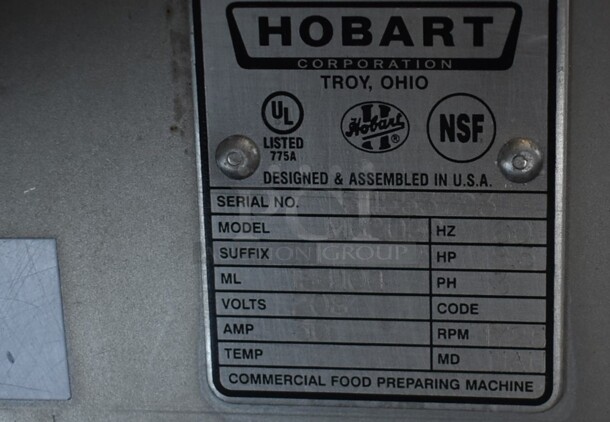 HOBART
CORPORATION
TROY, OHIO
UL
LISTED
775A
Hobart
NSF
DESIGNED & ASSEMBLED IN U.S.A.
SERIAL NO.
MODEL HZ
SUFFIX HP
ML PH
VOLTS CODE
AMP RPM
TEMP MD
COMMERCIAL FOOD PREPARING MACHINE